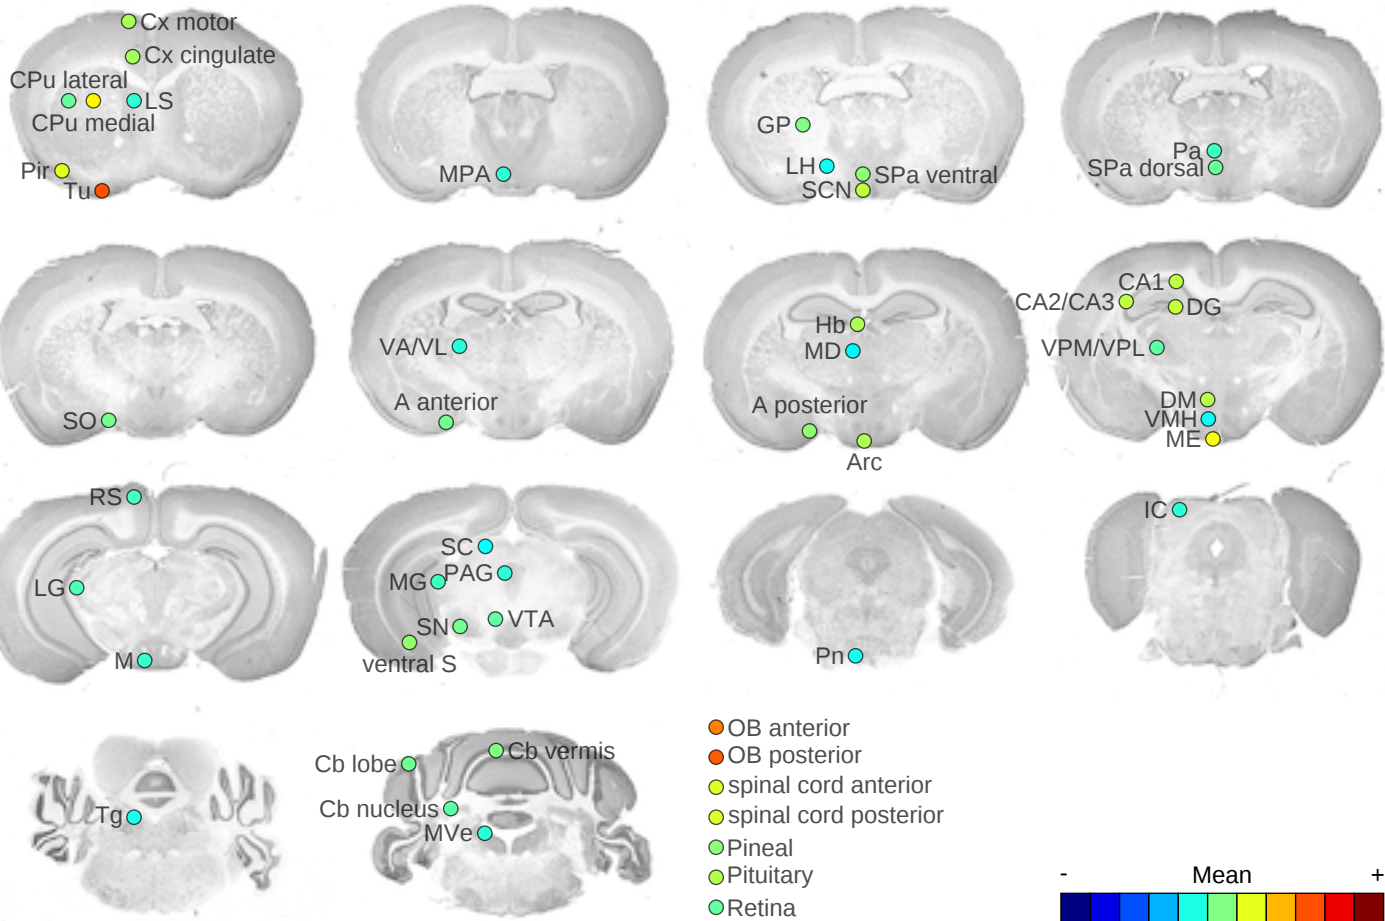 Cx motor
Cx cingulate
CPu lateral
LS
CPu medial
Pir
Tu
MPA
GP
LH
SPa ventral
SCN
Pa
SPa dorsal
SO
VA/VL
A anterior
Hb
MD
A posterior
Arc
CA1
CA2/CA3
DG
VPM/VPL
DM
VMH
ME
RS
LG
M
SC
PAG
MG
VTA
SN
ventral S
Pn
IC
Tg
Cb vermis
Cb lobe
Cb nucleus
MVe
OB anterior
OB posterior
spinal cord anterior
spinal cord posterior
Pineal
Pituitary
Retina
- Mean +